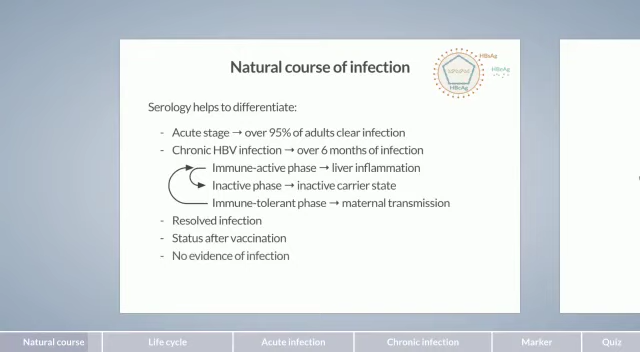 Natural course of infection
HBsAg
HBeAg
HBcAg
Serology helps to differentiate:
- Acute stage → over 95% of adults clear infection
- Chronic HBV infection → over 6 months of infection
Immune-active phase → liver inflammation
Inactive phase → inactive carrier state
Immune-tolerant phase → maternal transmission
- Resolved infection
- Status after vaccination
- No evidence of infection
Natural course
Life cycle
Acute infection
Chronic infection
Marker
Quiz